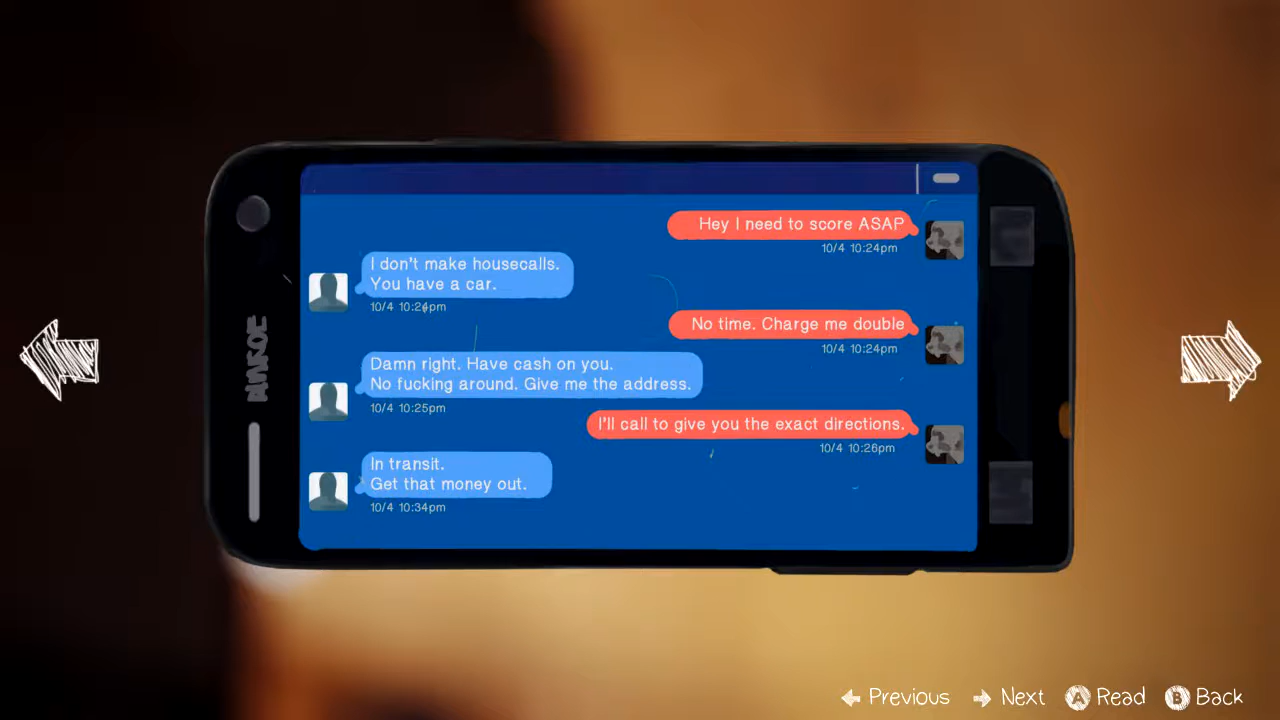 Hey I need to score ASAP
10/4 10:24pm
I don't make housecalls.
You have a car.
10/4 10:24pm
No time. Charge me double
10/4 10:24pm
Damn right. Have cash on you.
No fucking around. Give me the address.
10/4 10:25pm
I'll call to give you the exact directions.
10/4 10:26pm
In transit.
Get that money out.
10/4 10:34pm
Previous Next A Read B Back